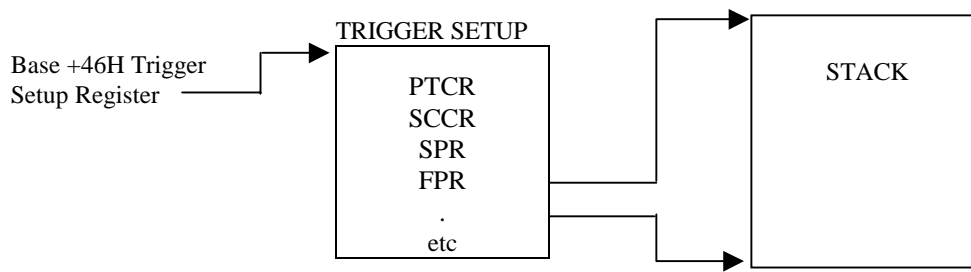 TRIGGER SETUP
Base +46H Trigger
Setup Register
PTCR
SCCR
SPR
FPR
.
etc
STACK